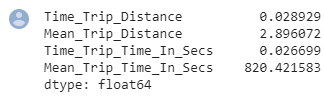 Time_Trip_Distance 0.028929
Mean_Trip_Distance 2.896072
Time_Trip_Time_In_Secs 0.026699
Mean_Trip_Time_In_Secs 820.421583
dtype: float64